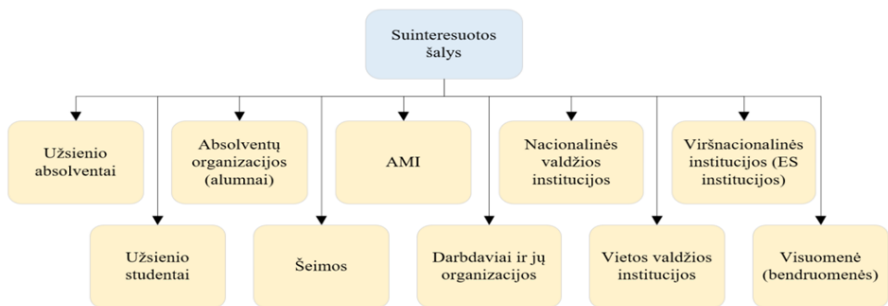 Suinteresuotos
šalys
Užsienio
absolventai
Absolventų
organizacijos
(alumnai)
AMI
Nacionalinės
valdžios
institucijos
Viršnacionalinės
institucijos (ES
institucijos)
Užsienio
studentai
Šeimos
Darbdaviai ir jų
organizacijos
Vietos valdžios
institucijos
Visuomenė
(bendruomenės)